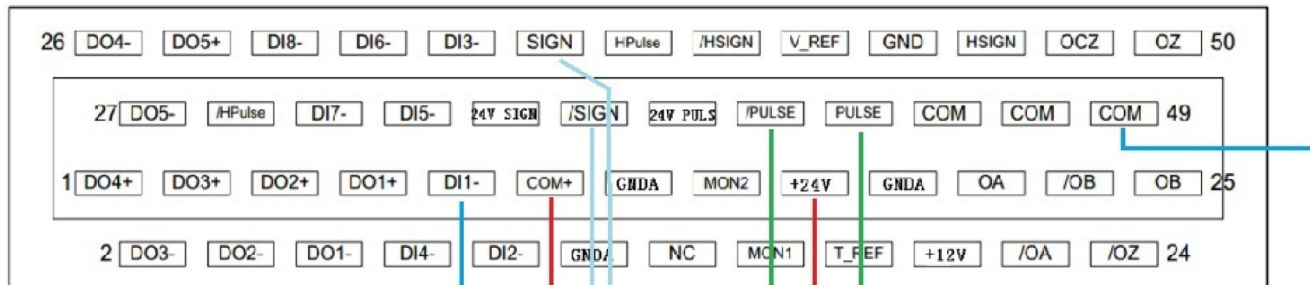 26 DO4- DO5+ DI8- DI6- DI3- SIGN HPulse /HSIGN V_REF GND HSIGN OCZ OZ 50
27 DO5- /HPulse DI7- DI5- 24V SIGN /SIGN 24V PULS /PULSE PULSE COM COM COM 49
1 DO4+ DO3+ DO2+ DO1+ DI1- COM+ GNDA MON2 +24V GNDA OA /OB OB 25
2 DO3- DO2- DO1- DI4- DI2- GNDA NC MON1 T_REF +12V /OA /OZ 24